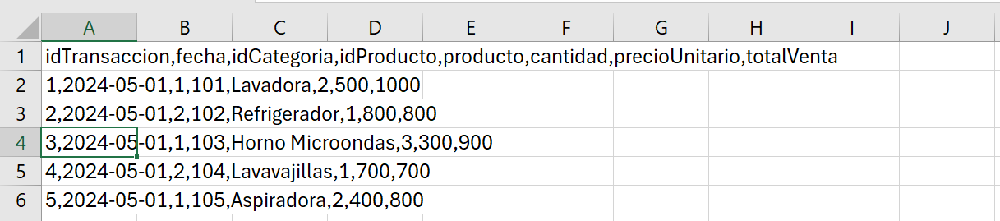 A B C D E F G H I J
1 idTransaccion,fecha,idCategoria,idProducto,producto,cantidad,precioUnitario,totalVenta
2 1,2024-05-01,1,101,Lavadora,2,500,1000
3 2,2024-05-01,2,102,Refrigerador,1,800,800
4 3,2024-05-01,1,103,Horno Microondas,3,300,900
5 4,2024-05-01,2,104,Lavavajillas,1,700,700
6 5,2024-05-01,1,105,Aspiradora,2,400,800